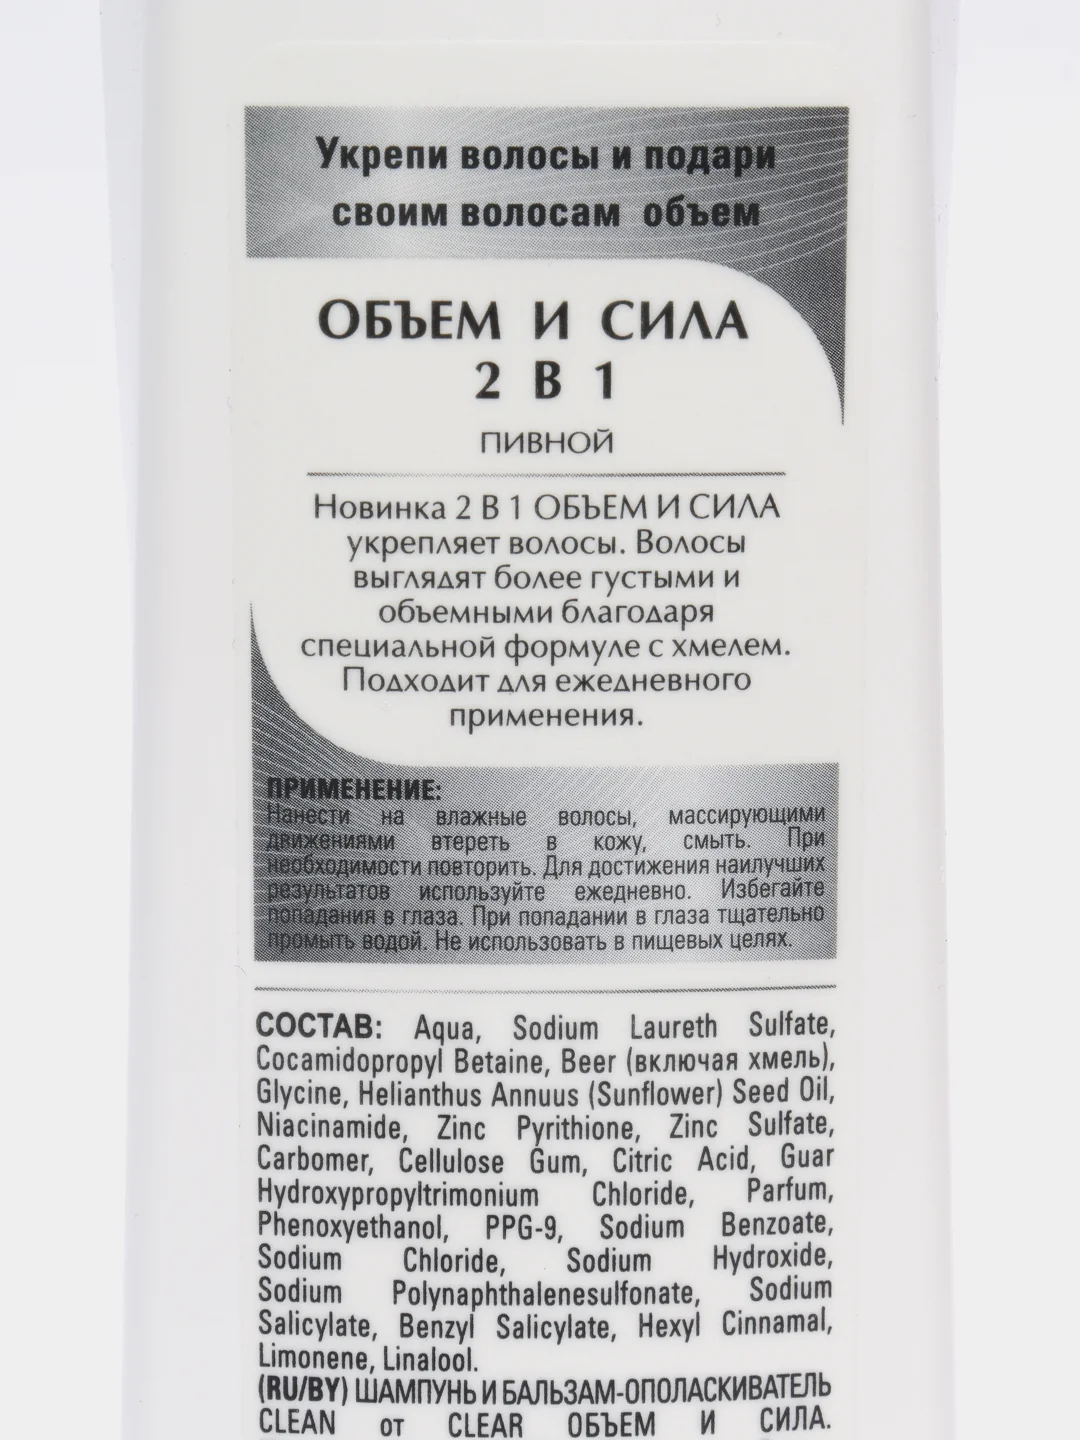 Укрепи волосы и подари
своим волосам объем
ОБЪЕМ И СИЛА
2 В 1
ПИВНОЙ
Новинка 2 В 1 ОБЪЕМ И СИЛА
укрепляет волосы. Волосы
выглядят более густыми и
объемными благодаря
специальной формуле с хмелем.
Подходит для ежедневного
применения.
ПРИМЕНЕНИЕ:
Нанести на влажные волосы, массирующими
движениями втереть в кожу, смыть. При
необходимости повторить. Для достижения наилучших
результатов используйте ежедневно. Избегайте
попадания в глаза. При попадании в глаза тщательно
промыть водой. Не использовать в пищевых целях.
СОСТАВ: Aqua, Sodium Laureth Sulfate,
Cocamidopropyl Betaine, Beer (включая хмель),
Glycine, Helianthus Annuus (Sunflower) Seed Oil,
Niacinamide, Zinc Pyrithione, Zinc Sulfate,
Carbomer, Cellulose Gum, Citric Acid, Guar
Hydroxypropyltrimonium Chloride, Parfum,
Phenoxyethanol, PPG-9, Sodium Benzoate,
Sodium Chloride, Sodium Hydroxide,
Sodium Polynaphthalenesulfonate, Sodium
Salicylate, Benzyl Salicylate, Hexyl Cinnamal,
Limonene, Linalool.
(RU/BY) ШАМПУНЬ И БАЛЬЗАМ-ОПОЛАСКИВАТЕЛЬ
CLEAN от CLEAR ОБЪЕМ И СИЛА.